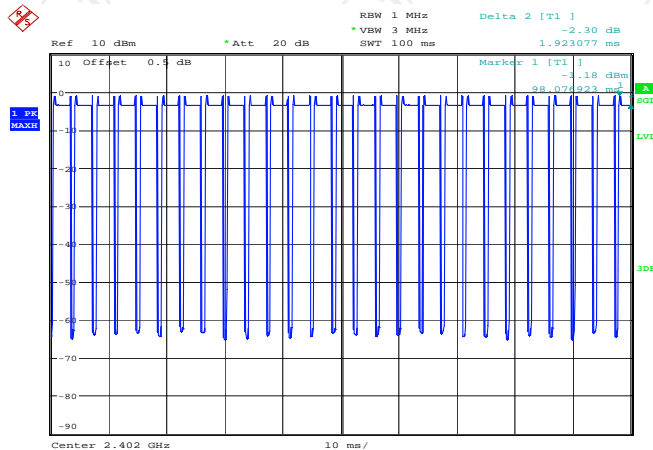 RBW 1 MHz Delta 2 [T1 ]
* VBW 3 MHz -2.30 dB
Ref 10 dBm * Att 20 dB SWT 100 ms 1.923077 ms
10 Offset 0.5 dB Marker 1 [T1 ]
-1.18 dBm
98.076923 ms
1
0
A
SGL
1 PK
MAXH
-10
LVL
-20
-30
-40
3DB
-50
-60
-70
-80
-90
Center 2.402 GHz 10 ms/